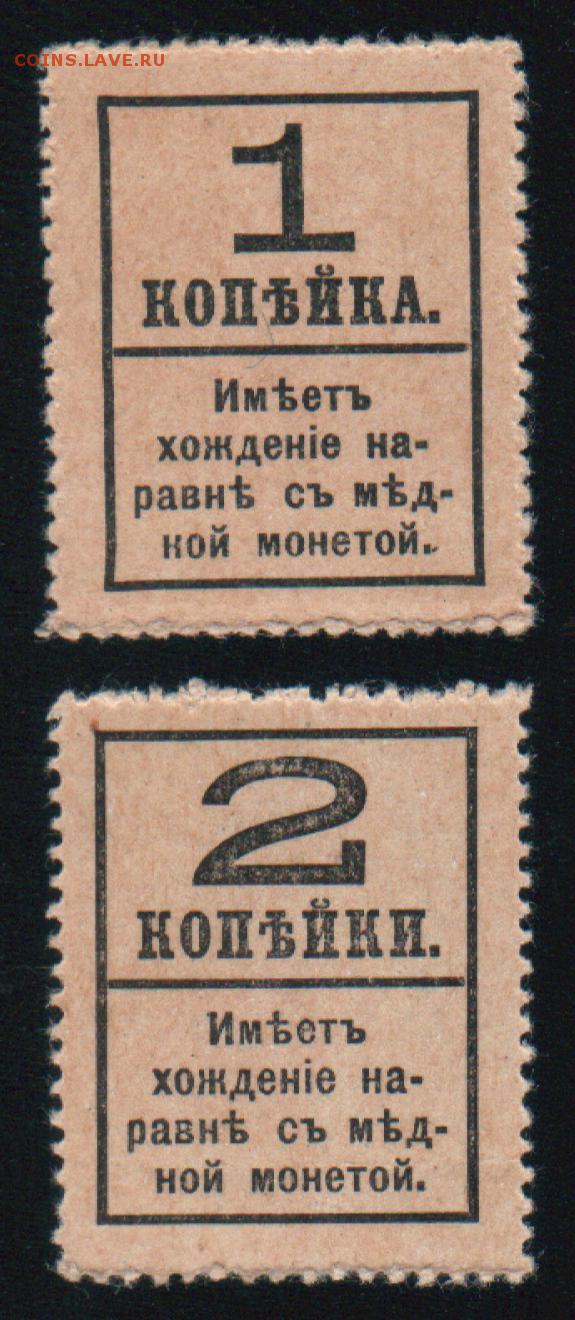 COINS.LAVE.RU
1
КОПѢЙКА.
Имѣетъ
хожденіе на-
равнѣ съ мѣд-
ной монетой.
2
КОПѢЙКИ.
Имѣетъ
хожденіе на-
равнѣ съ мѣд-
ной монетой.